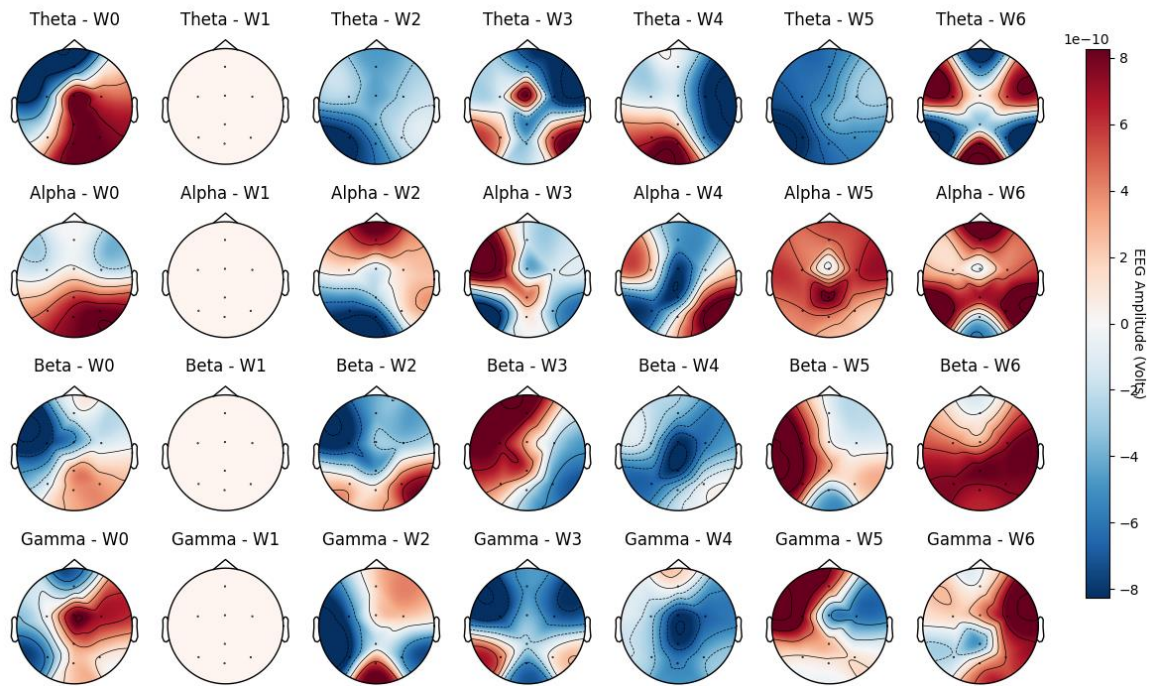 Theta - W0 Theta - W1 Theta - W2 Theta - W3 Theta - W4 Theta - W5 Theta - W6
1e−10
8
6
4
2
0
−2
−4
−6
−8
EEG Amplitude (Volts)
Alpha - W0 Alpha - W1 Alpha - W2 Alpha - W3 Alpha - W4 Alpha - W5 Alpha - W6
Beta - W0 Beta - W1 Beta - W2 Beta - W3 Beta - W4 Beta - W5 Beta - W6
Gamma - W0 Gamma - W1 Gamma - W2 Gamma - W3 Gamma - W4 Gamma - W5 Gamma - W6